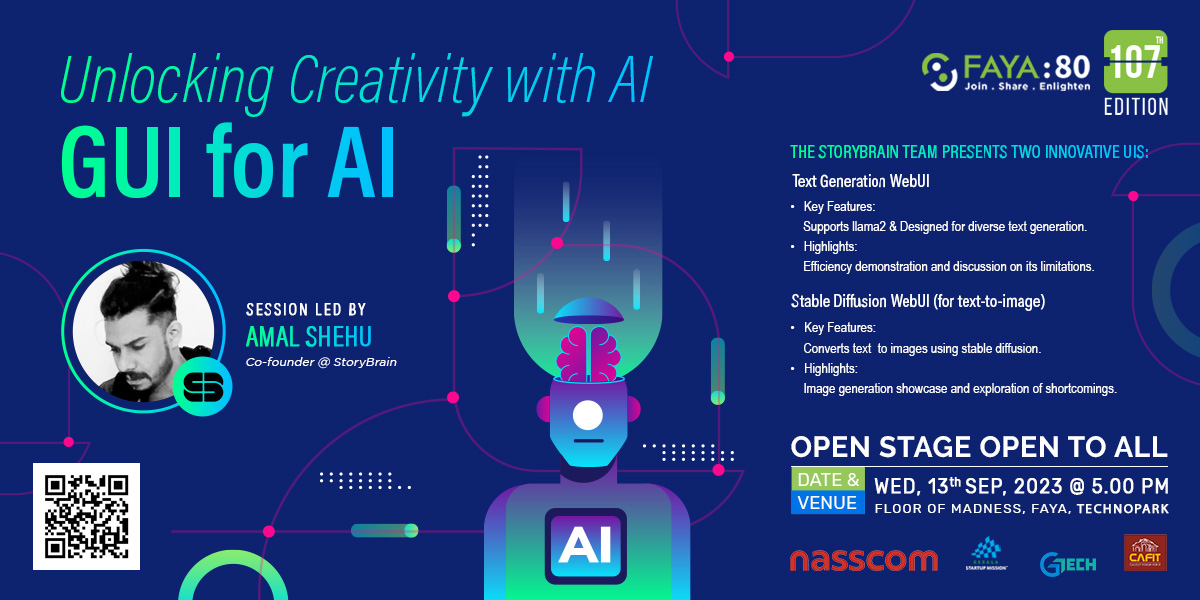 Unlocking Creativity with AI
GUI for AI
SESSION LED BY
AMAL SHEHU
Co-founder @ StoryBrain
FAYA:80
Join . Share . Enlighten
107TH
EDITION
THE STORYBRAIN TEAM PRESENTS TWO INNOVATIVE UIS:
Text Generation WebUI
• Key Features:
Supports llama2 & Designed for diverse text generation.
• Highlights:
Efficiency demonstration and discussion on its limitations.
Stable Diffusion WebUI (for text-to-image)
• Key Features:
Converts text to images using stable diffusion.
• Highlights:
Image generation showcase and exploration of shortcomings.
AI
OPEN STAGE OPEN TO ALL
DATE &
VENUE
WED, 13th SEP, 2023 @ 5.00 PM
FLOOR OF MADNESS, FAYA, TECHNOPARK
nasscom
KERALA
STARTUP MISSION
GTECH
CAFIT